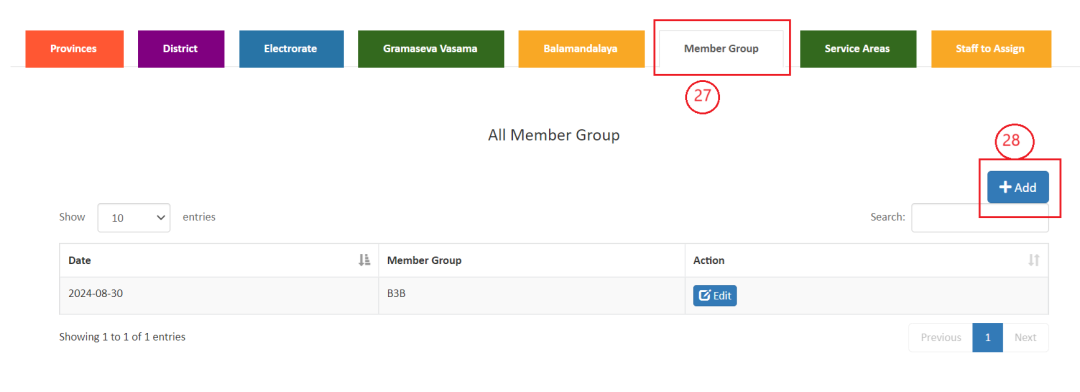 Provinces District Electrorate Gramaseva Vasama Balamandalaya Member Group Service Areas Staff to Assign
27
All Member Group
28
Add
Show 10 entries Search:
Date Member Group Action
2024-08-30 B3B Edit
Showing 1 to 1 of 1 entries Previous 1 Next